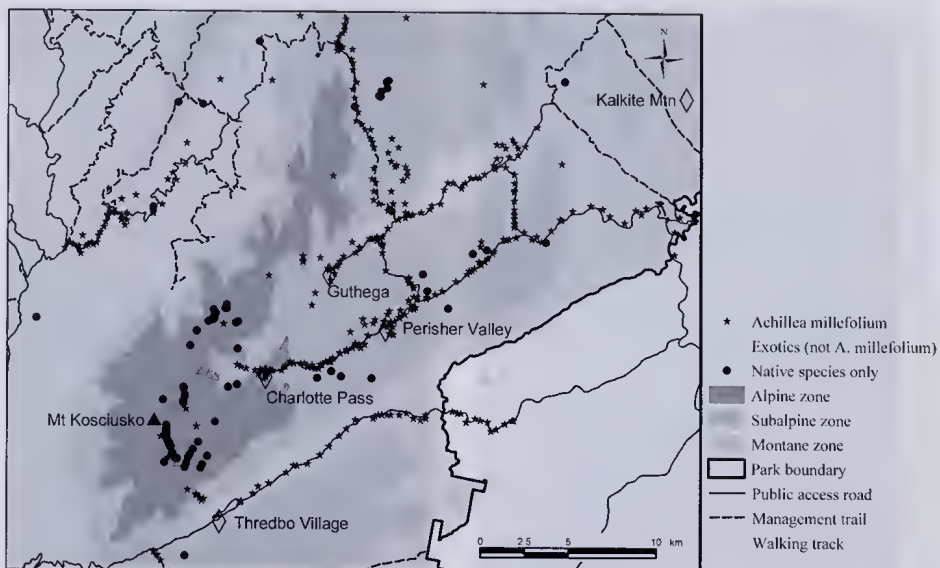 N
Kalkite Mtn
Guthega
Perisher Valley
Charlotte Pass
Mt Kosciusko
Thredbo Village
0 2.5 5 10 km
Achillea millefolium
Exotics (not A. millefolium)
Native species only
Alpine zone
Subalpine zone
Montane zone
Park boundary
Public access road
Management trail
Walking track